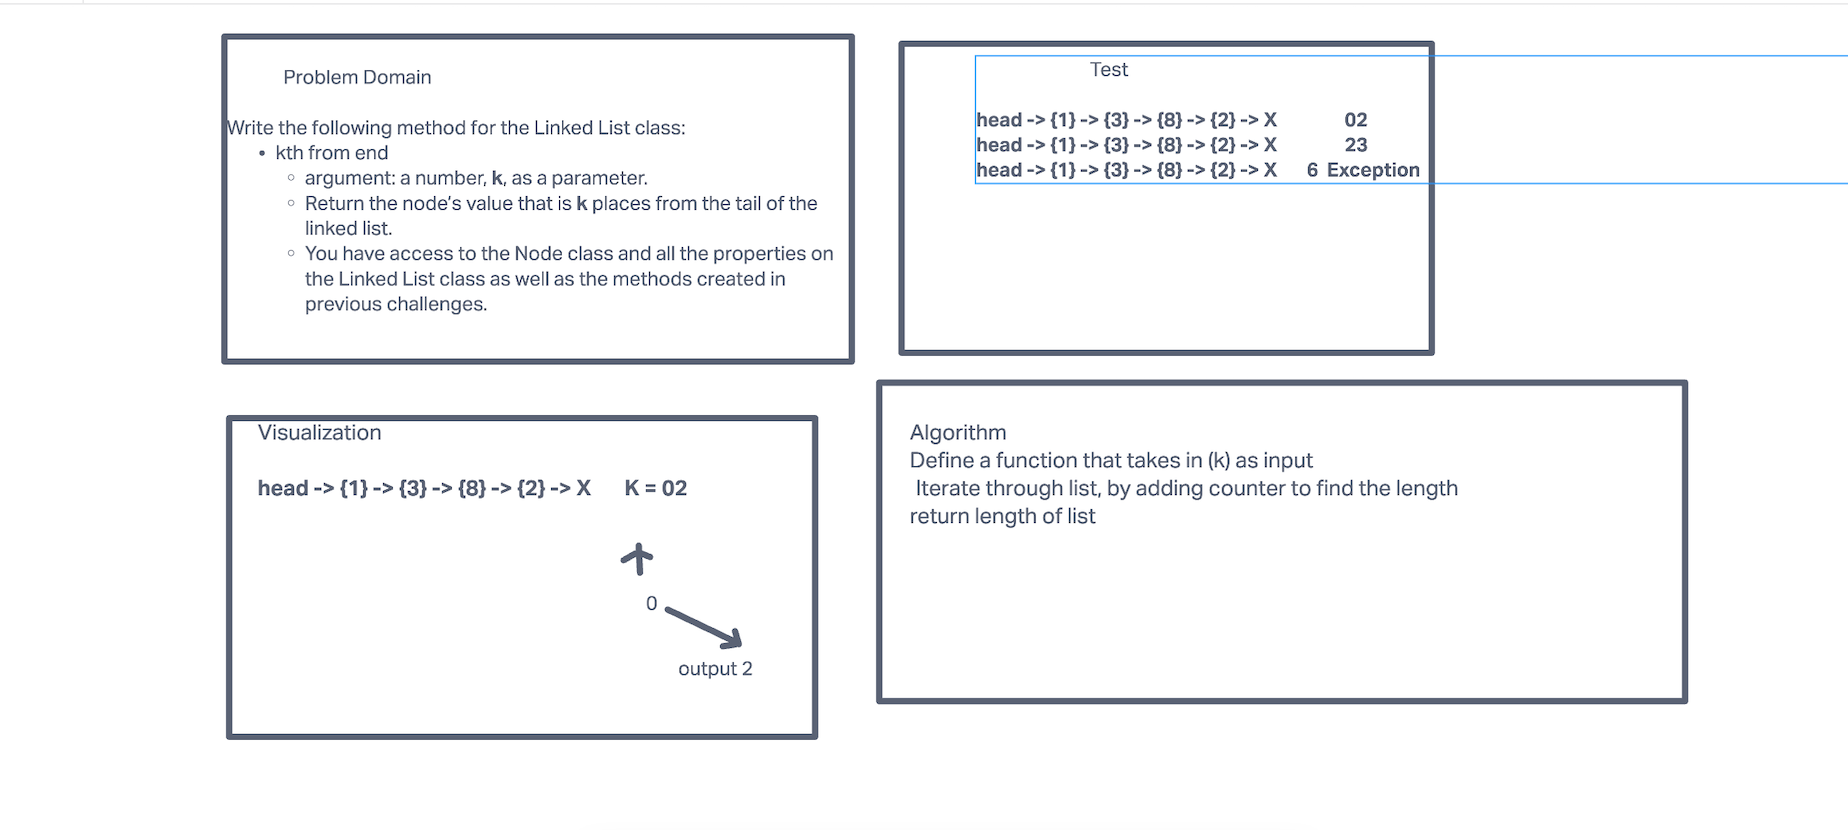 Problem Domain
Write the following method for the Linked List class:
• kth from end
◦ argument: a number, k, as a parameter.
◦ Return the node's value that is k places from the tail of the
linked list.
◦ You have access to the Node class and all the properties on
the Linked List class as well as the methods created in
previous challenges.
Test
head -> {1} -> {3} -> {8} -> {2} -> X 02
head -> {1} -> {3} -> {8} -> {2} -> X 23
head -> {1} -> {3} -> {8} -> {2} -> X 6 Exception
Visualization
head -> {1} -> {3} -> {8} -> {2} -> X K = 02
0
output 2
Algorithm
Define a function that takes in (k) as input
Iterate through list, by adding counter to find the length
return length of list